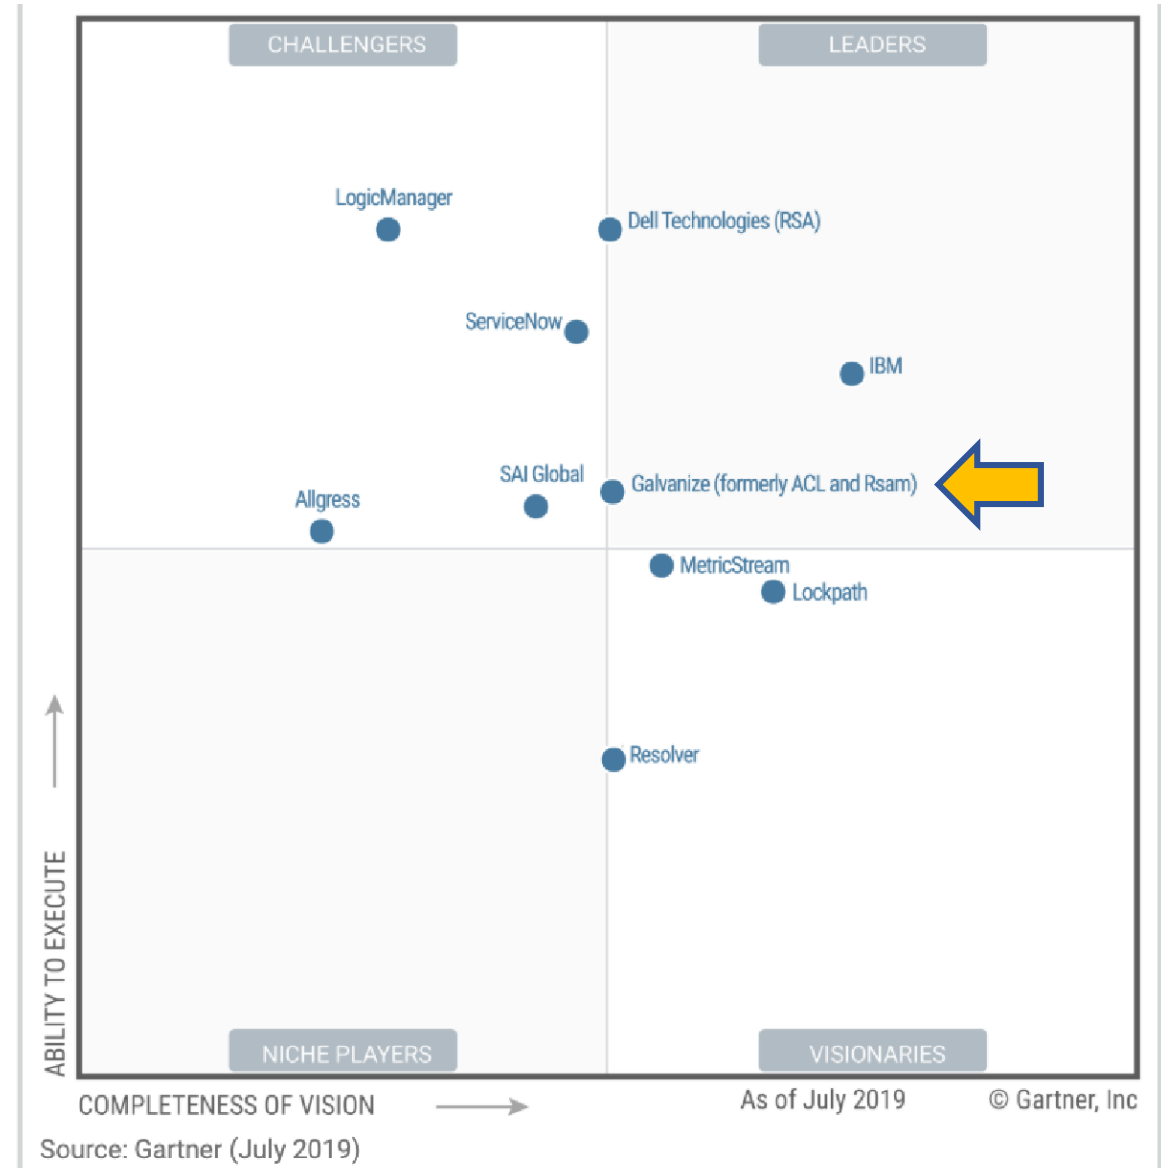 CHALLENGERS
LEADERS
LogicManager
Dell Technologies (RSA)
ServiceNow
IBM
SAI Global
Galvanize (formerly ACL and Rsam)
Allgress
MetricStream
Lockpath
Resolver
ABILITY TO EXECUTE
NICHE PLAYERS
VISIONARIES
COMPLETENESS OF VISION
As of July 2019
© Gartner, Inc
Source: Gartner (July 2019)